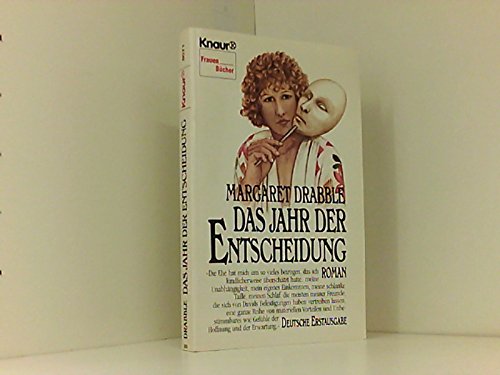 Knaur
Frauen
Bücher
MARGARET DRABBLE
DAS JAHR DER
ENTSCHEIDUNG
ROMAN
»Die Ehe hat mich um so vieles betrogen, das ich
kindlicherweise überschätzt hatte: meine
Unabhängigkeit, mein eigenes Einkommen, meine schlanke
Taille, meinen Schlaf, die meisten meiner Freunde,
die sich von Davids Beleidigungen haben vertreiben lassen,
eine ganze Reihe von materiellen Vorteilen und Unbe-
stimmbares wie Gefühle der
Hoffnung und der Erwartung.«
DEUTSCHE ERSTAUSGABE
DRABBLE DAS JAHR DER ENTSCHEIDUNG
Knaur